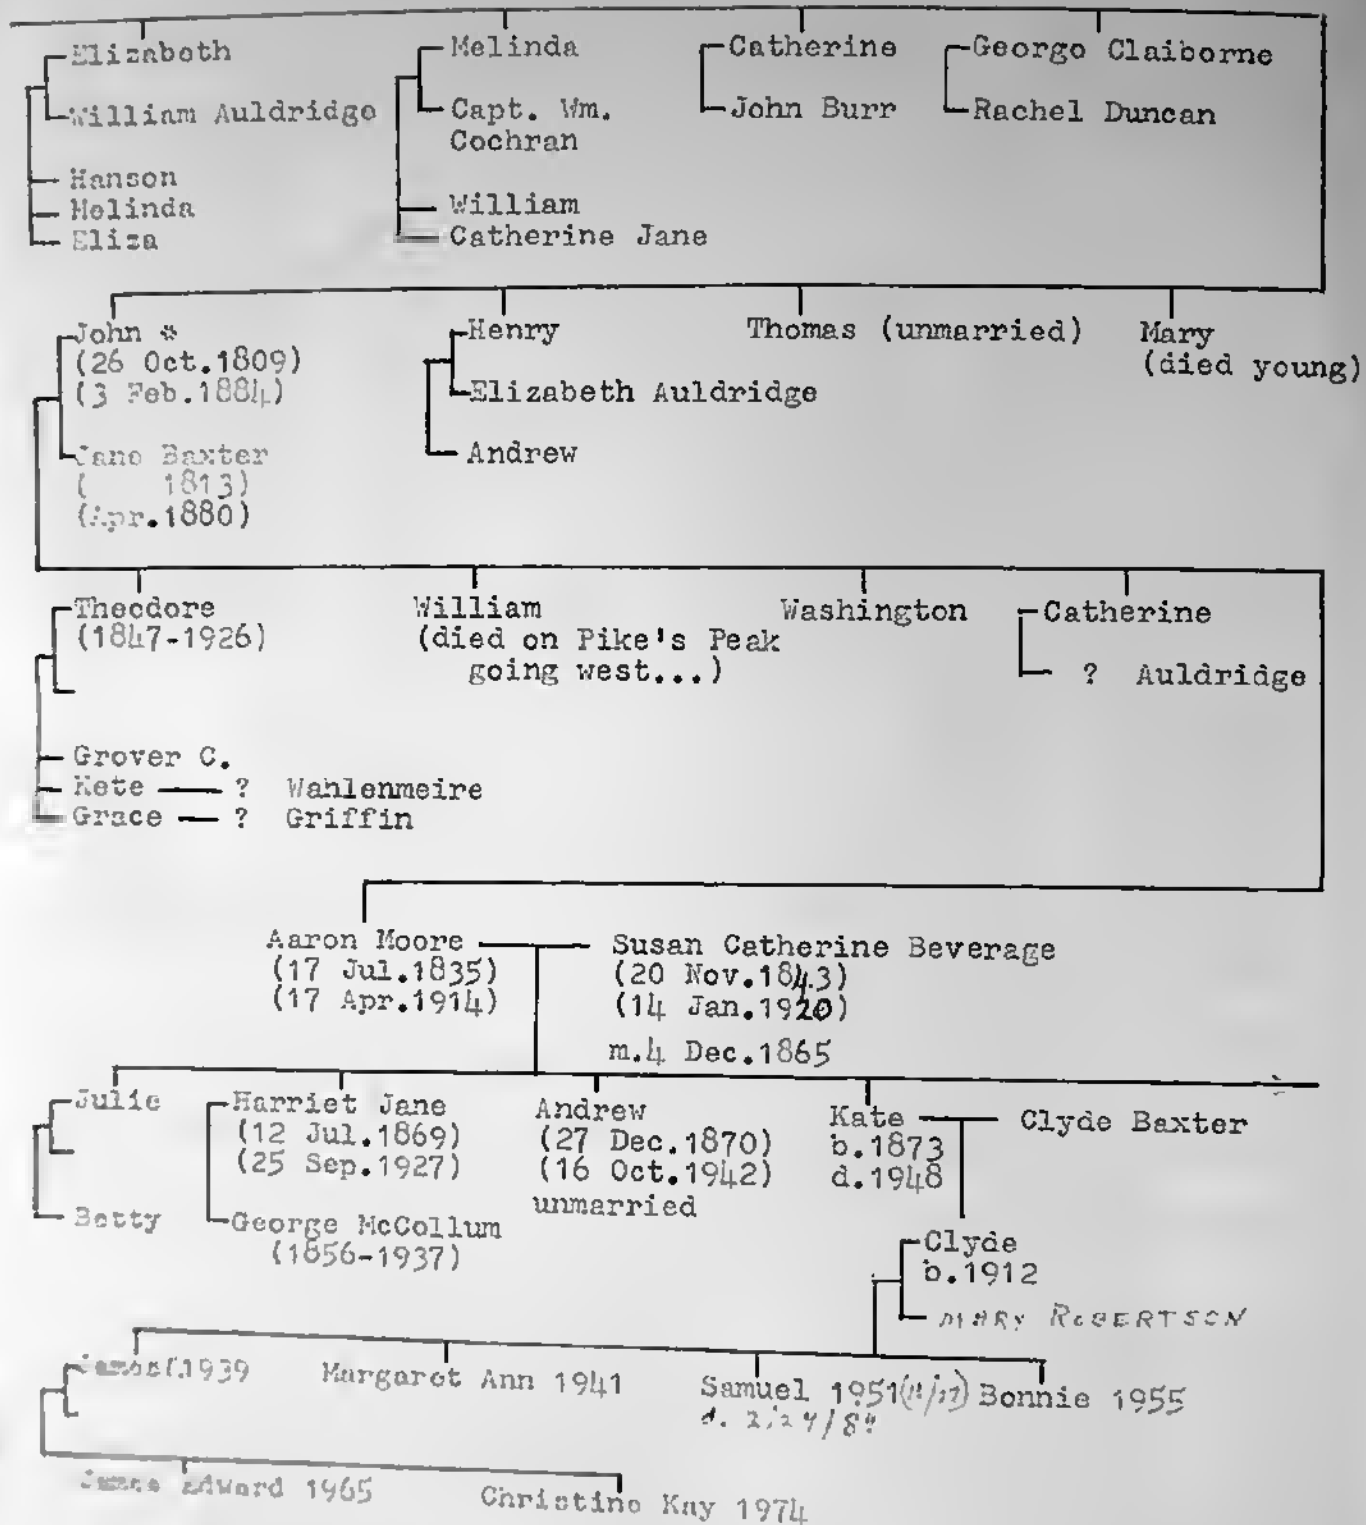 Elizabeth
William Auldridge
Hanson
Melinda
Eliza
Melinda
Capt. Wm.
Cochran
William
Catherine Jane
Catherine
John Burr
George Claiborne
Rachel Duncan
John *
(26 Oct.1809)
(3 Feb.1884)
Jane Baxter
( 1813)
(Apr.1880)
Henry
Elizabeth Auldridge
Andrew
Thomas (unmarried)
Mary
(died young)
Theodore
(1847-1926)
Grover C.
Kete — ? Wahlenmeire
Grace — ? Griffin
William
(died on Pike's Peak
going west...)
Washington
Catherine
? Auldridge
Aaron Moore
(17 Jul.1835)
(17 Apr.1914)
Susan Catherine Beverage
(20 Nov.1843)
(14 Jan.1920)
m.4 Dec.1865
Julie
Betty
Harriet Jane
(12 Jul.1869)
(25 Sep.1927)
George McCollum
(1856-1937)
Andrew
(27 Dec.1870)
(16 Oct.1942)
unmarried
Kate
b.1873
d.1948
Clyde Baxter
Clyde
b.1912
MARY ROBERTSON
1939
Margaret Ann 1941
Samuel 1951
d.
Bonnie 1955
James Edward 1965
Christine Kay 1974